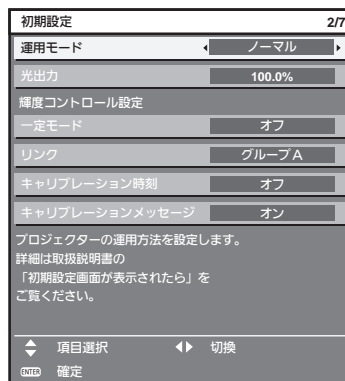 初期設定 2/7
運用モード ノーマル
光出力 100.0%
輝度コントロール設定
一定モード オフ
リンク グループA
キャリブレーション時刻 オフ
キャリブレーションメッセージ オン
プロジェクターの運用方法を設定します。
詳細は取扱説明書の
「初期設定画面が表示されたら」を
ご覧ください。
項目選択 切換
ENTER 確定